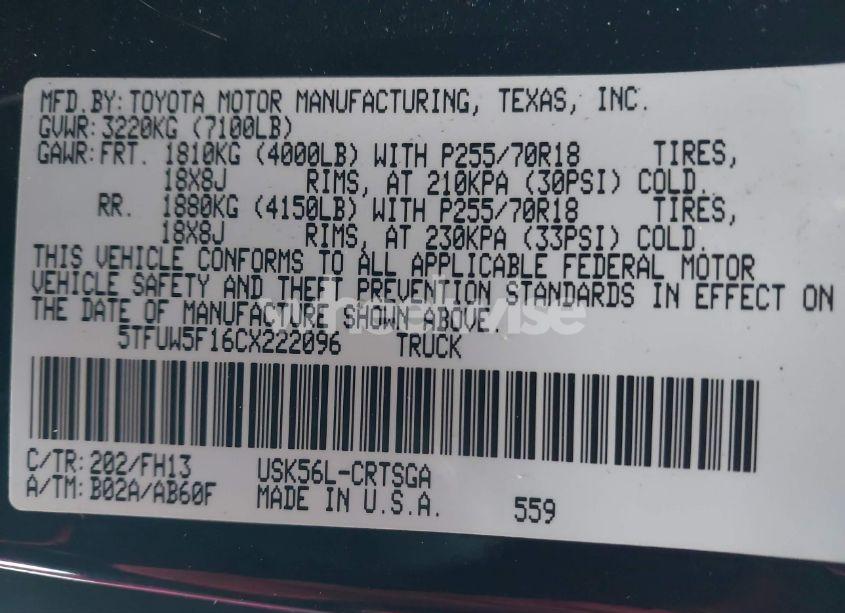 MFD.BY:TOYOTA MOTOR MANUFACTURING, TEXAS, INC.
GVWR:3220KG (7100LB)
GAWR:FRT. 1810KG (4000LB) WITH P255/70R18 TIRES,
18X8J RIMS, AT 210KPA (30PSI) COLD.
RR. 1880KG (4150LB) WITH P255/70R18 TIRES,
18X8J RIMS, AT 230KPA (33PSI) COLD.
THIS VEHICLE CONFORMS TO ALL APPLICABLE FEDERAL MOTOR
VEHICLE SAFETY AND THEFT PREVENTION STANDARDS IN EFFECT ON
THE DATE OF MANUFACTURE SHOWN ABOVE.
wheelwise
5TFUW5F16CX222096 TRUCK
C/TR:202/FH13 USK56L-CRTSGA
A/TM:B02A/AB60F MADE IN U.S.A. 559